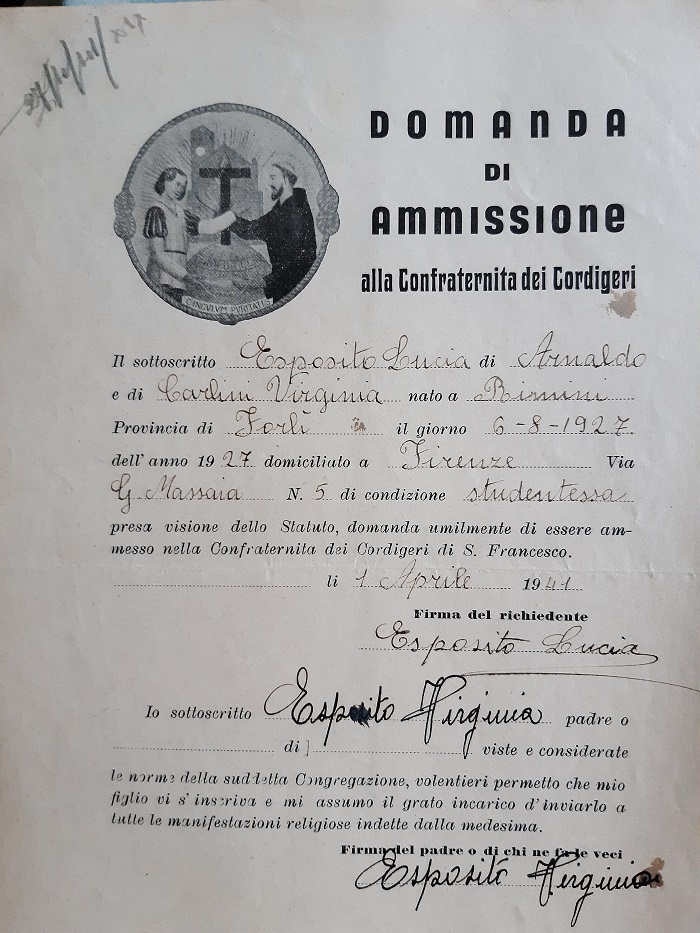 DOMANDA
DI
AMMISSIONE
alla Confraternita dei Cordigeri
CINGULUM PURITATIS
Il sottoscritto Esposito Lucia di Arnaldo
e di Carlini Virginia nato a Rimini
Provincia di Forlì il giorno 6-8-1927
dell'anno 1927 domiciliato a Firenze Via
G. Massaia N. 5 di condizione studentessa
presa visione dello Statuto, domanda umilmente di essere am-
messo nella Confraternita dei Cordigeri di S. Francesco.
li 1 Aprile 1941
Firma del richiedente
Esposito Lucia
Io sottoscritto Esposito Virginia padre o
di viste e considerate
le norme della suddetta Congregazione, volentieri permetto che mio
figlio vi s'inscriva e mi assumo il grato incarico d'inviarlo a
tutte le manifestazioni religiose indette dalla medesima.
Firma del padre o di chi ne fa le veci
Esposito Virginia